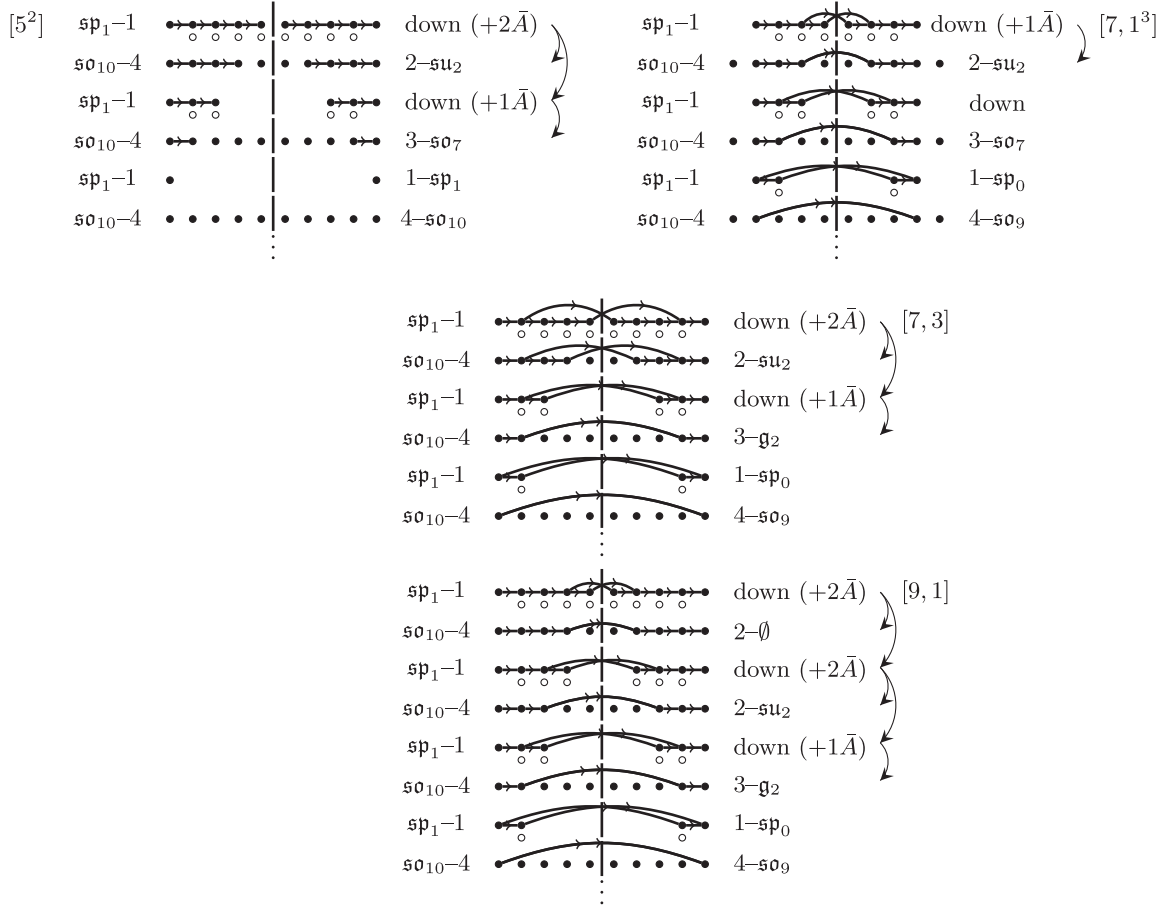 [5²] 𝔰𝔭₁–1 down (+2Ā)
𝔰𝔬₁₀–4 2–𝔰𝔲₂
𝔰𝔭₁–1 down (+1Ā)
𝔰𝔬₁₀–4 3–𝔰𝔬₇
𝔰𝔭₁–1 1–𝔰𝔭₁
𝔰𝔬₁₀–4 4–𝔰𝔬₁₀
𝔰𝔭₁–1 down (+1Ā) [7, 1³]
𝔰𝔬₁₀–4 2–𝔰𝔲₂
𝔰𝔭₁–1 down
𝔰𝔬₁₀–4 3–𝔰𝔬₇
𝔰𝔭₁–1 1–𝔰𝔭₀
𝔰𝔬₁₀–4 4–𝔰𝔬₉
𝔰𝔭₁–1 down (+2Ā) [7, 3]
𝔰𝔬₁₀–4 2–𝔰𝔲₂
𝔰𝔭₁–1 down (+1Ā)
𝔰𝔬₁₀–4 3–𝔤₂
𝔰𝔭₁–1 1–𝔰𝔭₀
𝔰𝔬₁₀–4 4–𝔰𝔬₉
𝔰𝔭₁–1 down (+2Ā) [9, 1]
𝔰𝔬₁₀–4 2–∅
𝔰𝔭₁–1 down (+2Ā)
𝔰𝔬₁₀–4 2–𝔰𝔲₂
𝔰𝔭₁–1 down (+1Ā)
𝔰𝔬₁₀–4 3–𝔤₂
𝔰𝔭₁–1 1–𝔰𝔭₀
𝔰𝔬₁₀–4 4–𝔰𝔬₉